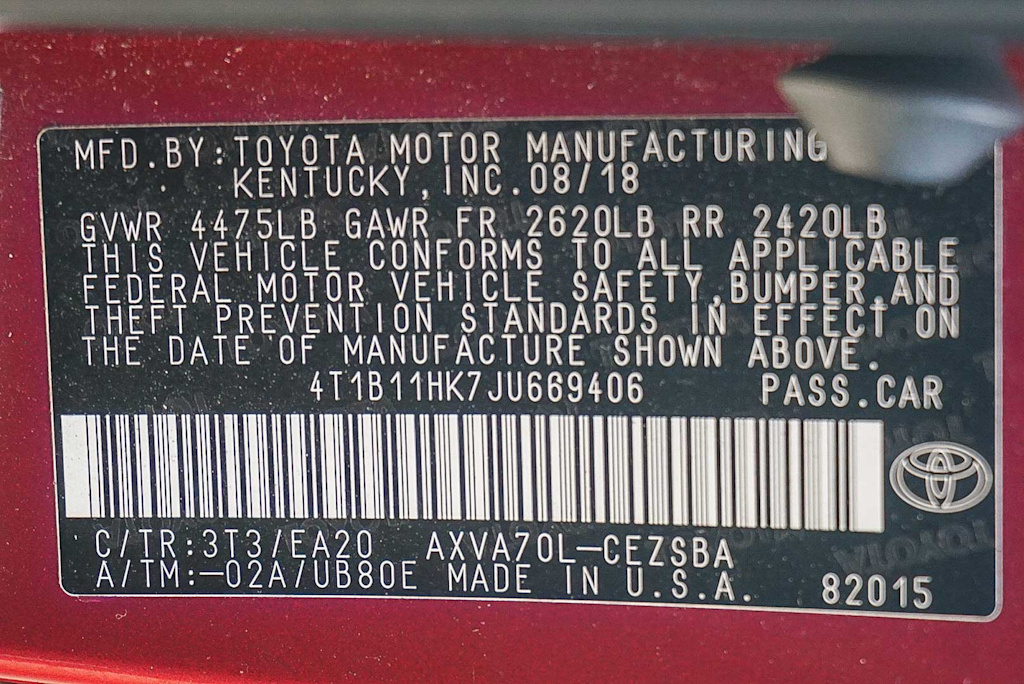 MFD.BY:TOYOTA MOTOR MANUFACTURING
KENTUCKY,INC.08/18
GVWR 4475LB GAWR FR 2620LB RR 2420LB
THIS VEHICLE CONFORMS TO ALL APPLICABLE
FEDERAL MOTOR VEHICLE SAFETY,BUMPER,AND
THEFT PREVENTION STANDARDS IN EFFECT ON
THE DATE OF MANUFACTURE SHOWN ABOVE.
4T1B11HK7JU669406 PASS.CAR
C/TR:3T3/EA20 AXVA70L-CEZSBA
A/TM:-02A/UB80E MADE IN U.S.A. 82015
TOYOTA